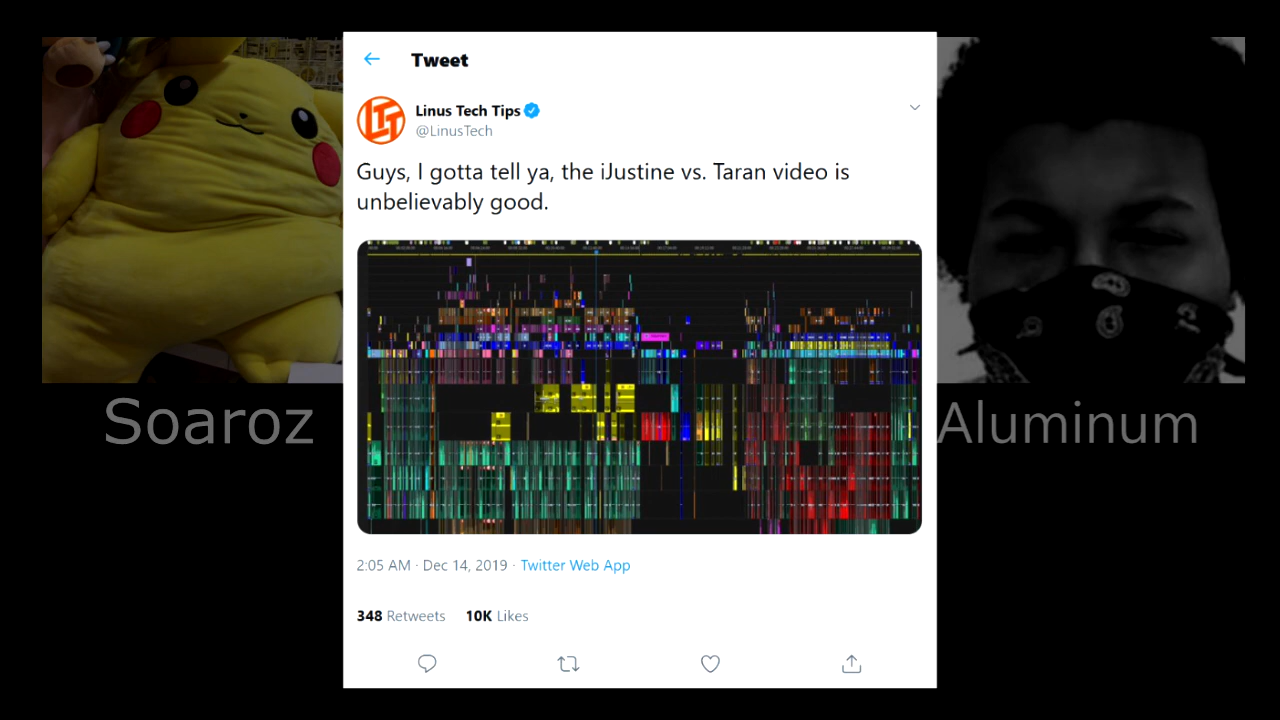 Tweet
LTT
Linus Tech Tips
@LinusTech
Guys, I gotta tell ya, the iJustine vs. Taran video is
unbelievably good.
2:05 AM · Dec 14, 2019 · Twitter Web App
348 Retweets 10K Likes
Soaroz
Aluminum